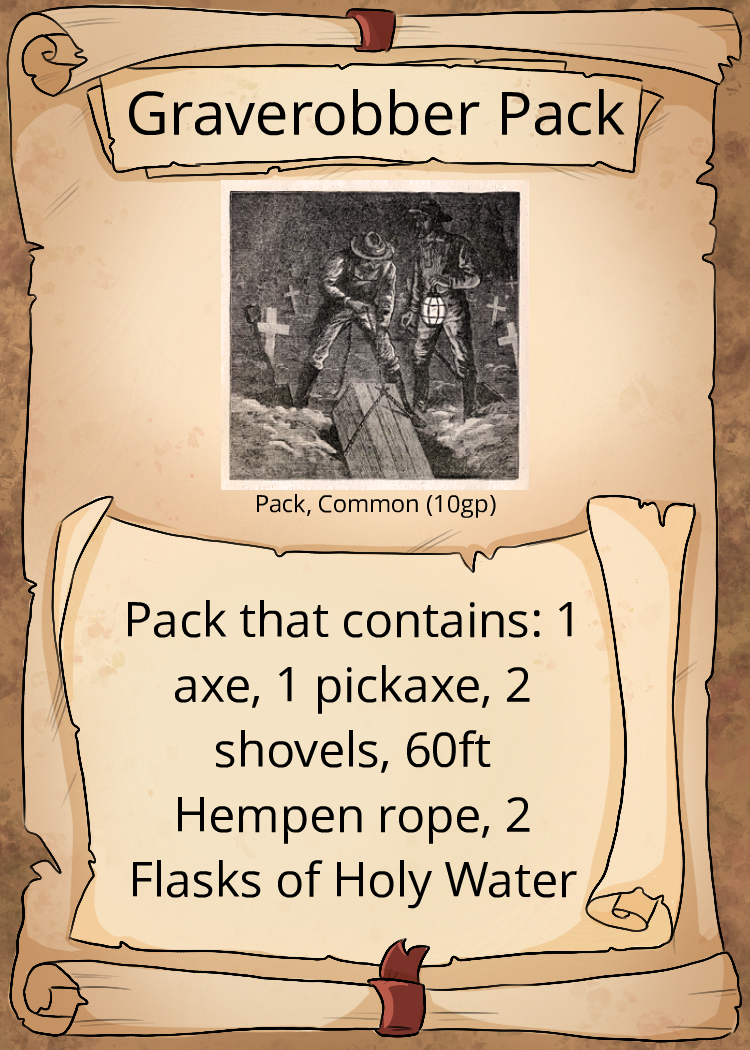 Graverobber Pack
Pack, Common (10gp)
Pack that contains: 1
axe, 1 pickaxe, 2
shovels, 60ft
Hempen rope, 2
Flasks of Holy Water